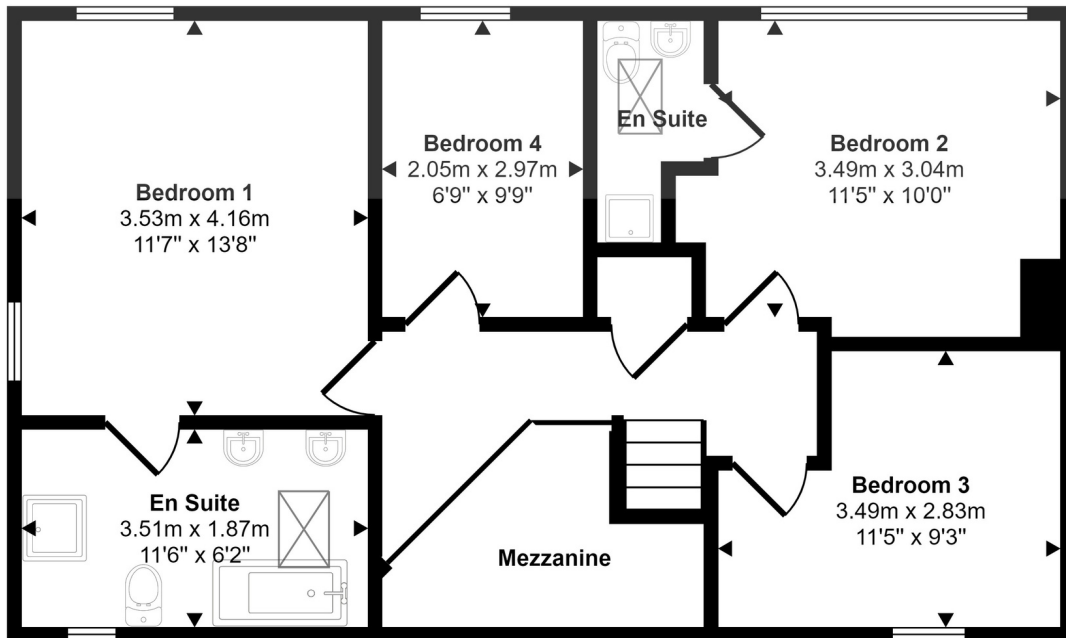 Bedroom 1
3.53m x 4.16m
11'7" x 13'8"
Bedroom 4
2.05m x 2.97m
6'9" x 9'9"
En Suite
Bedroom 2
3.49m x 3.04m
11'5" x 10'0"
En Suite
3.51m x 1.87m
11'6" x 6'2"
Mezzanine
Bedroom 3
3.49m x 2.83m
11'5" x 9'3"